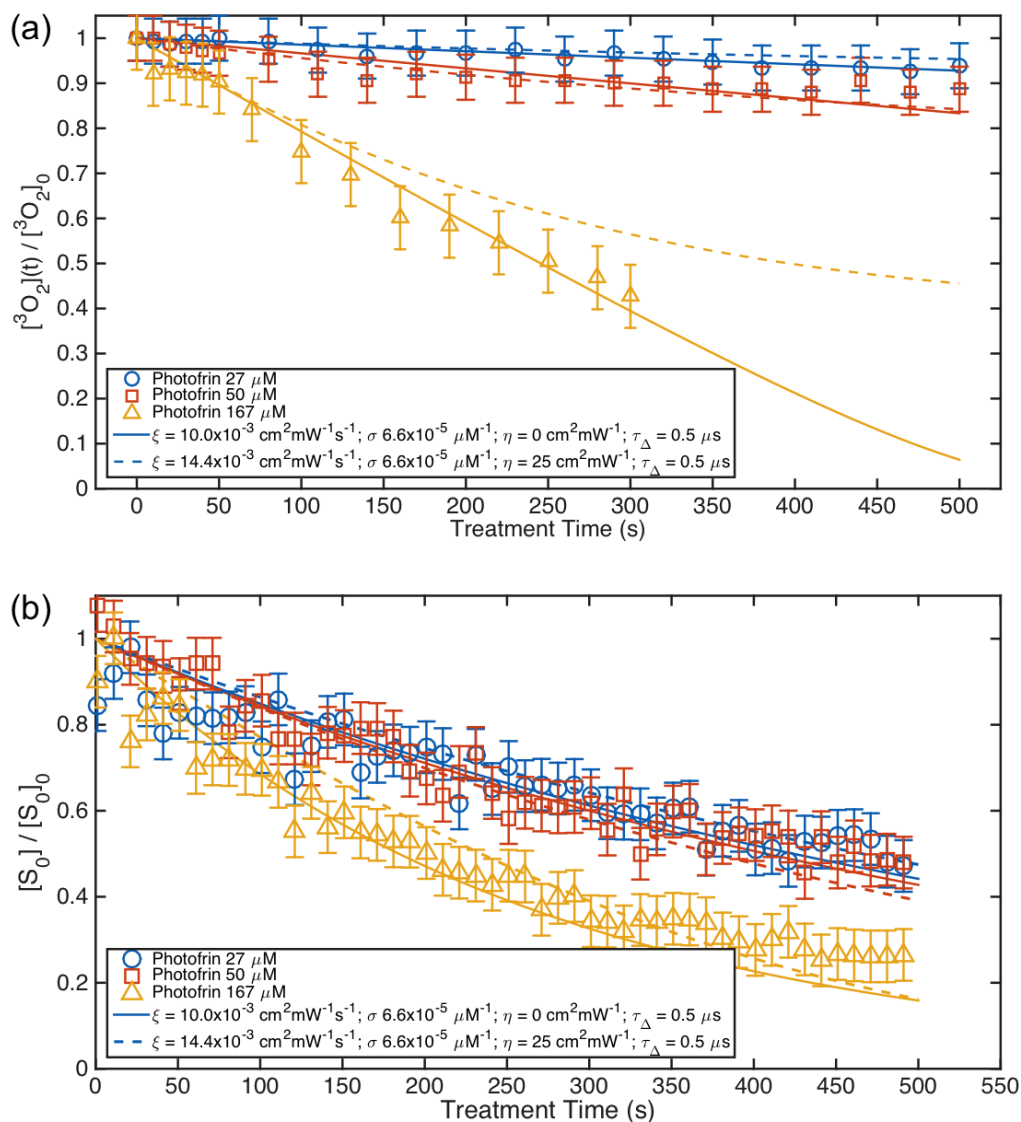 (a)
1
0.9
0.8
0.7
0.6
0.5
0.4
0.3
0.2
0.1
0
[³O₂](t) / [³O₂]₀
Photofrin 27 μM
Photofrin 50 μM
Photofrin 167 μM
ξ = 10.0x10⁻³ cm²mW⁻¹s⁻¹; σ 6.6x10⁻⁵ μM⁻¹; η = 0 cm²mW⁻¹; τ_Δ = 0.5 μs
ξ = 14.4x10⁻³ cm²mW⁻¹s⁻¹; σ 6.6x10⁻⁵ μM⁻¹; η = 25 cm²mW⁻¹; τ_Δ = 0.5 μs
0 50 100 150 200 250 300 350 400 450 500
Treatment Time (s)
(b)
1
0.8
0.6
0.4
0.2
0
[S₀] / [S₀]₀
Photofrin 27 μM
Photofrin 50 μM
Photofrin 167 μM
ξ = 10.0x10⁻³ cm²mW⁻¹s⁻¹; σ 6.6x10⁻⁵ μM⁻¹; η = 0 cm²mW⁻¹; τ_Δ = 0.5 μs
ξ = 14.4x10⁻³ cm²mW⁻¹s⁻¹; σ 6.6x10⁻⁵ μM⁻¹; η = 25 cm²mW⁻¹; τ_Δ = 0.5 μs
0 50 100 150 200 250 300 350 400 450 500 550
Treatment Time (s)